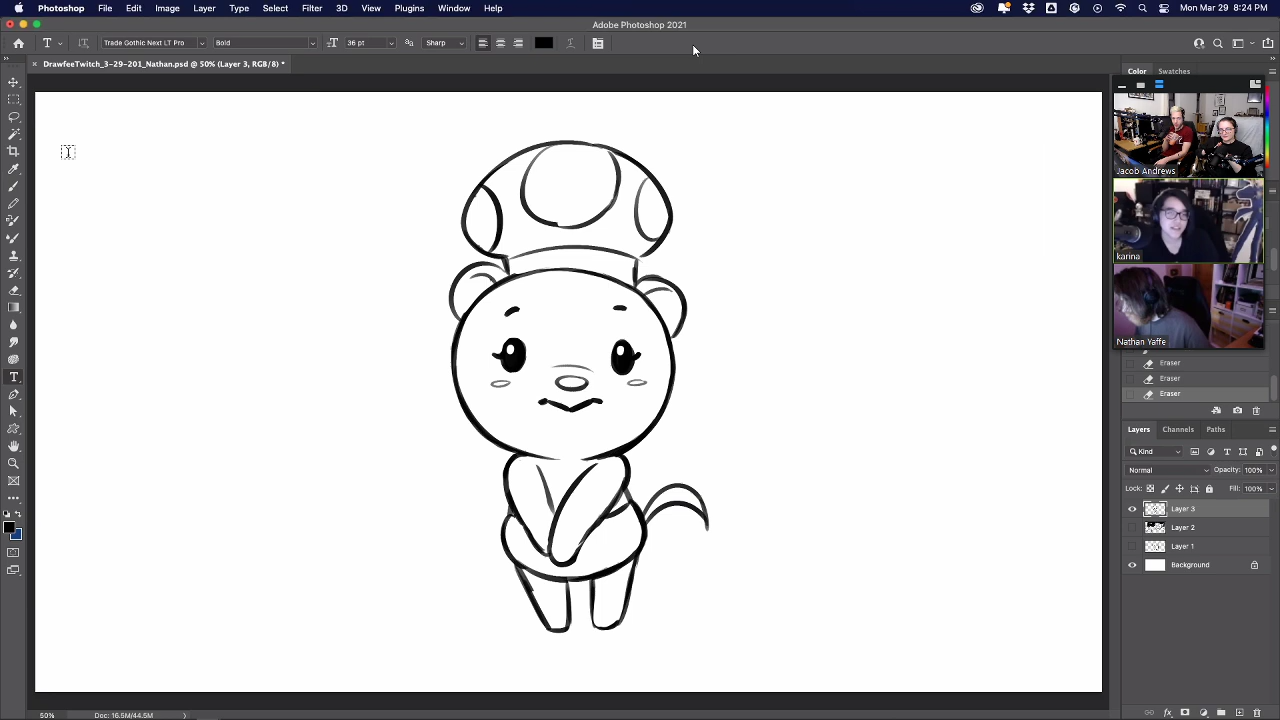 Photoshop File Edit Image Layer Type Select Filter 3D View Plugins Window Help Mon Mar 29 8:24 PM
Adobe Photoshop 2021
Trade Gothic Next LT Pro Bold 36 pt Sharp
DrawfeeTwitch_3-29-201_Nathan.psd @ 50% (Layer 3, RGB/8) *
Color Swatches
Jacob Andrews
karina
Nathan Yaffe
Eraser
Eraser
Eraser
Layers Channels Paths
Kind
Normal Opacity: 100%
Lock: Fill: 100%
Layer 3
Layer 2
Layer 1
Background
50% Doc: 16.5M/44.5M